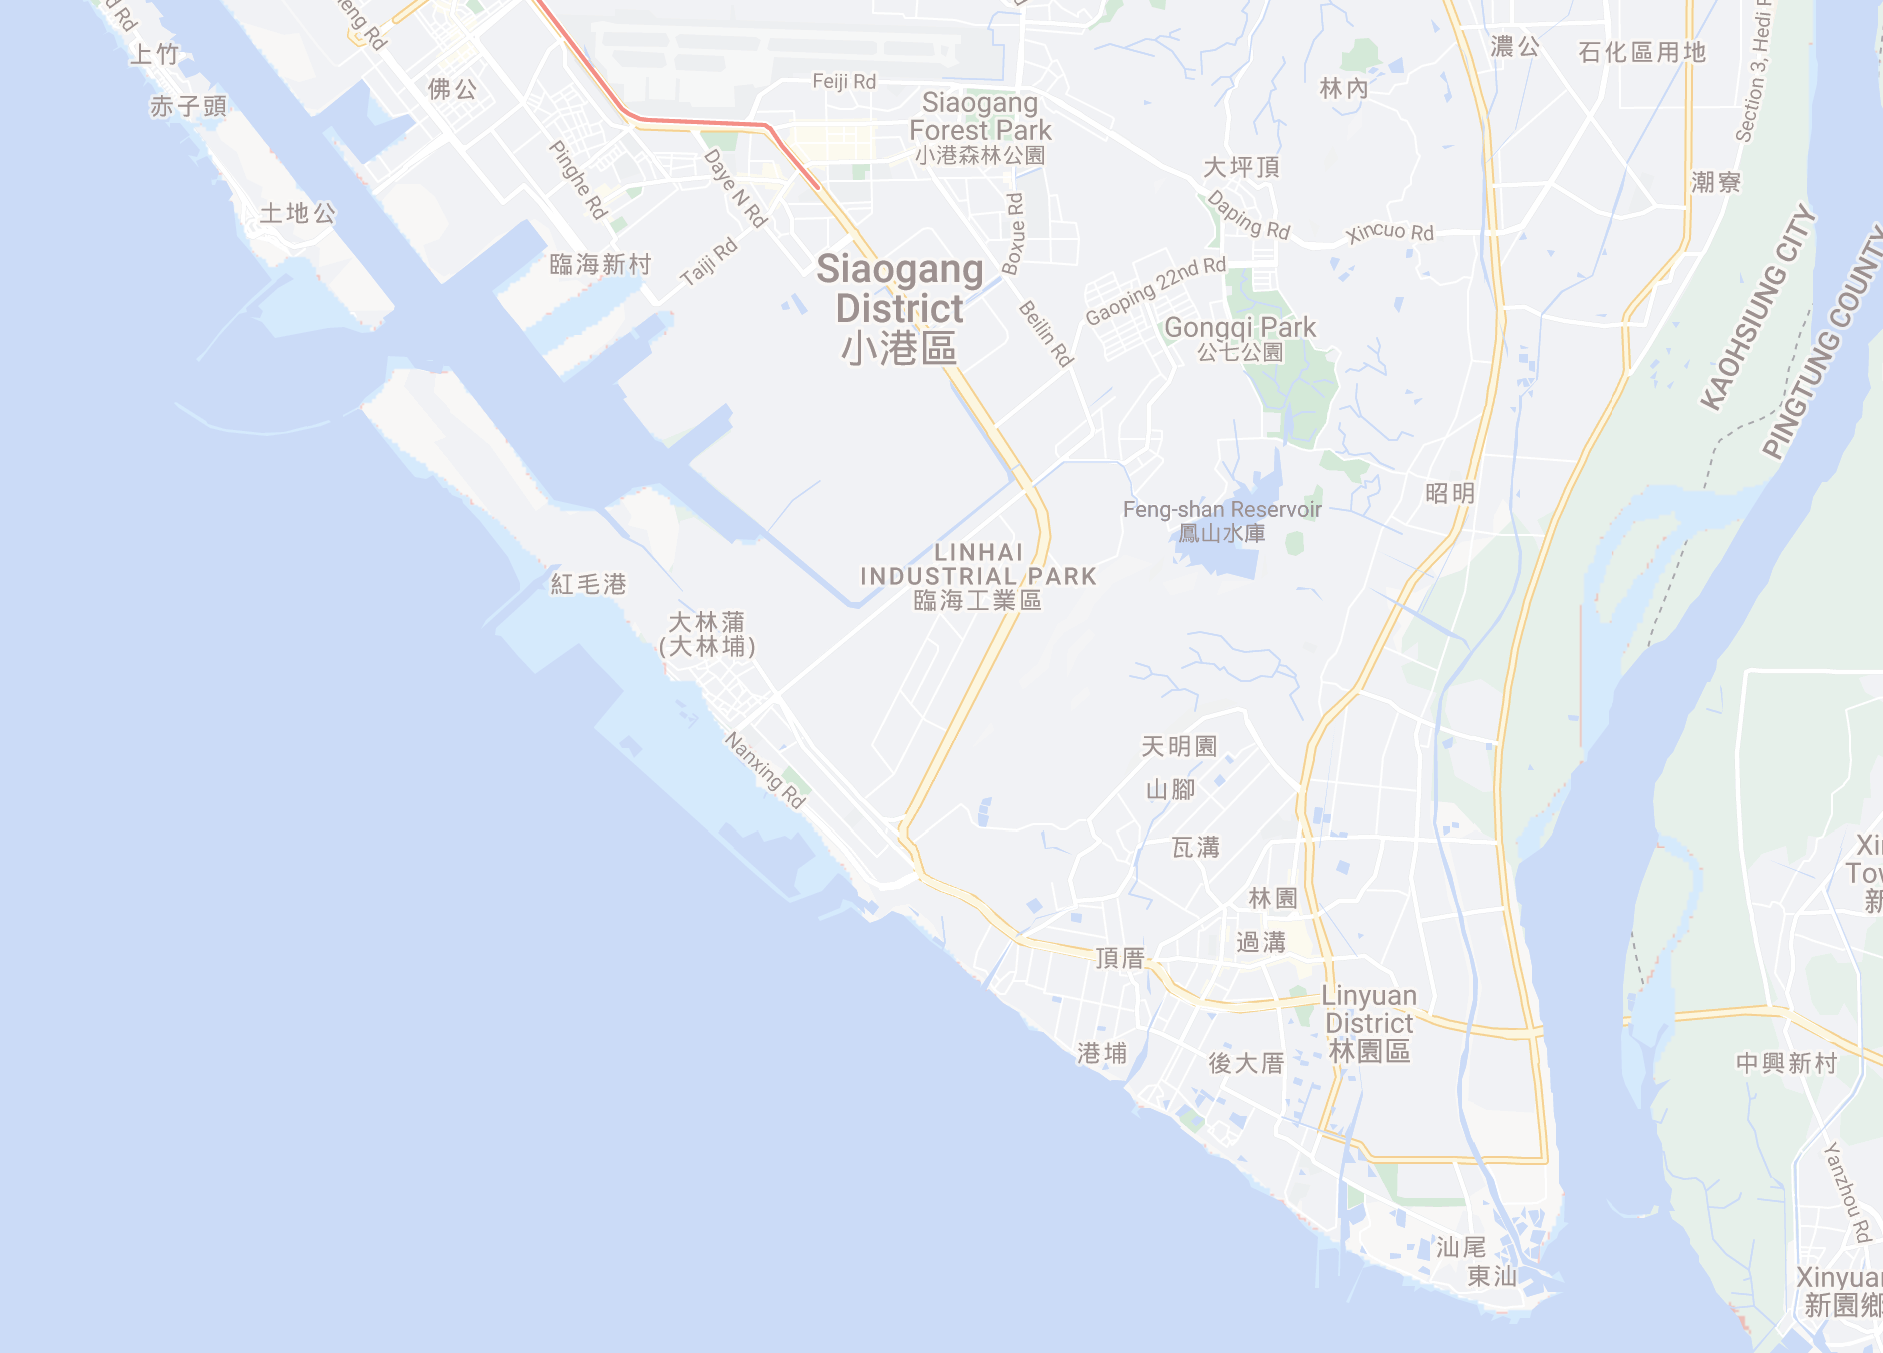 上竹
赤子頭
土地公
佛公
Pinghe Rd
臨海新村
Daye N Rd
Taiji Rd
Feiji Rd
Siaogang
Forest Park
小港森林公園
Boxue Rd
Siaogang
District
小港區
Beilin Rd
Gaoping 22nd Rd
大坪頂
Daping Rd
Xincuo Rd
林內
濃公
石化區用地
潮寮
KAOHSIUNG CITY
PINGTUNG COUNTY
Gongqi Park
公七公園
昭明
Feng-shan Reservoir
鳳山水庫
LINHAI
INDUSTRIAL PARK
臨海工業區
紅毛港
大林蒲
(大林埔)
Nanxing Rd
天明園
山腳
瓦溝
林園
過溝
頂厝
Linyuan
District
林園區
港埔
後大厝
中興新村
Yanzhou Rd
汕尾
東汕
新園鄉